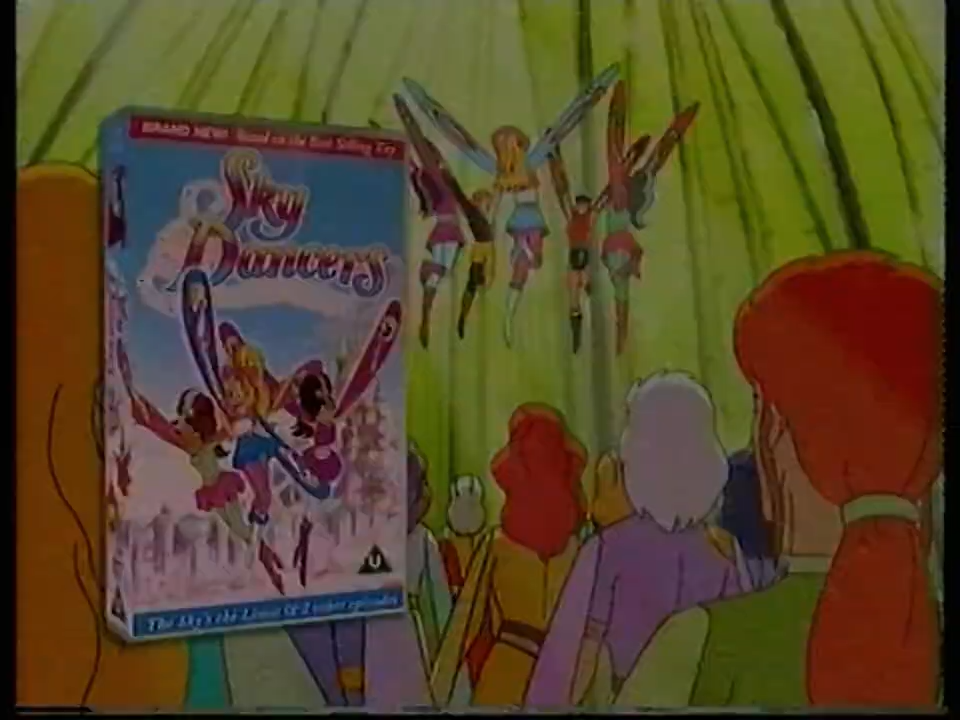 BRAND NEW! Based on the Best Selling Toy
Sky
Dancers
U
The Sky's the Limit & 2 other episodes